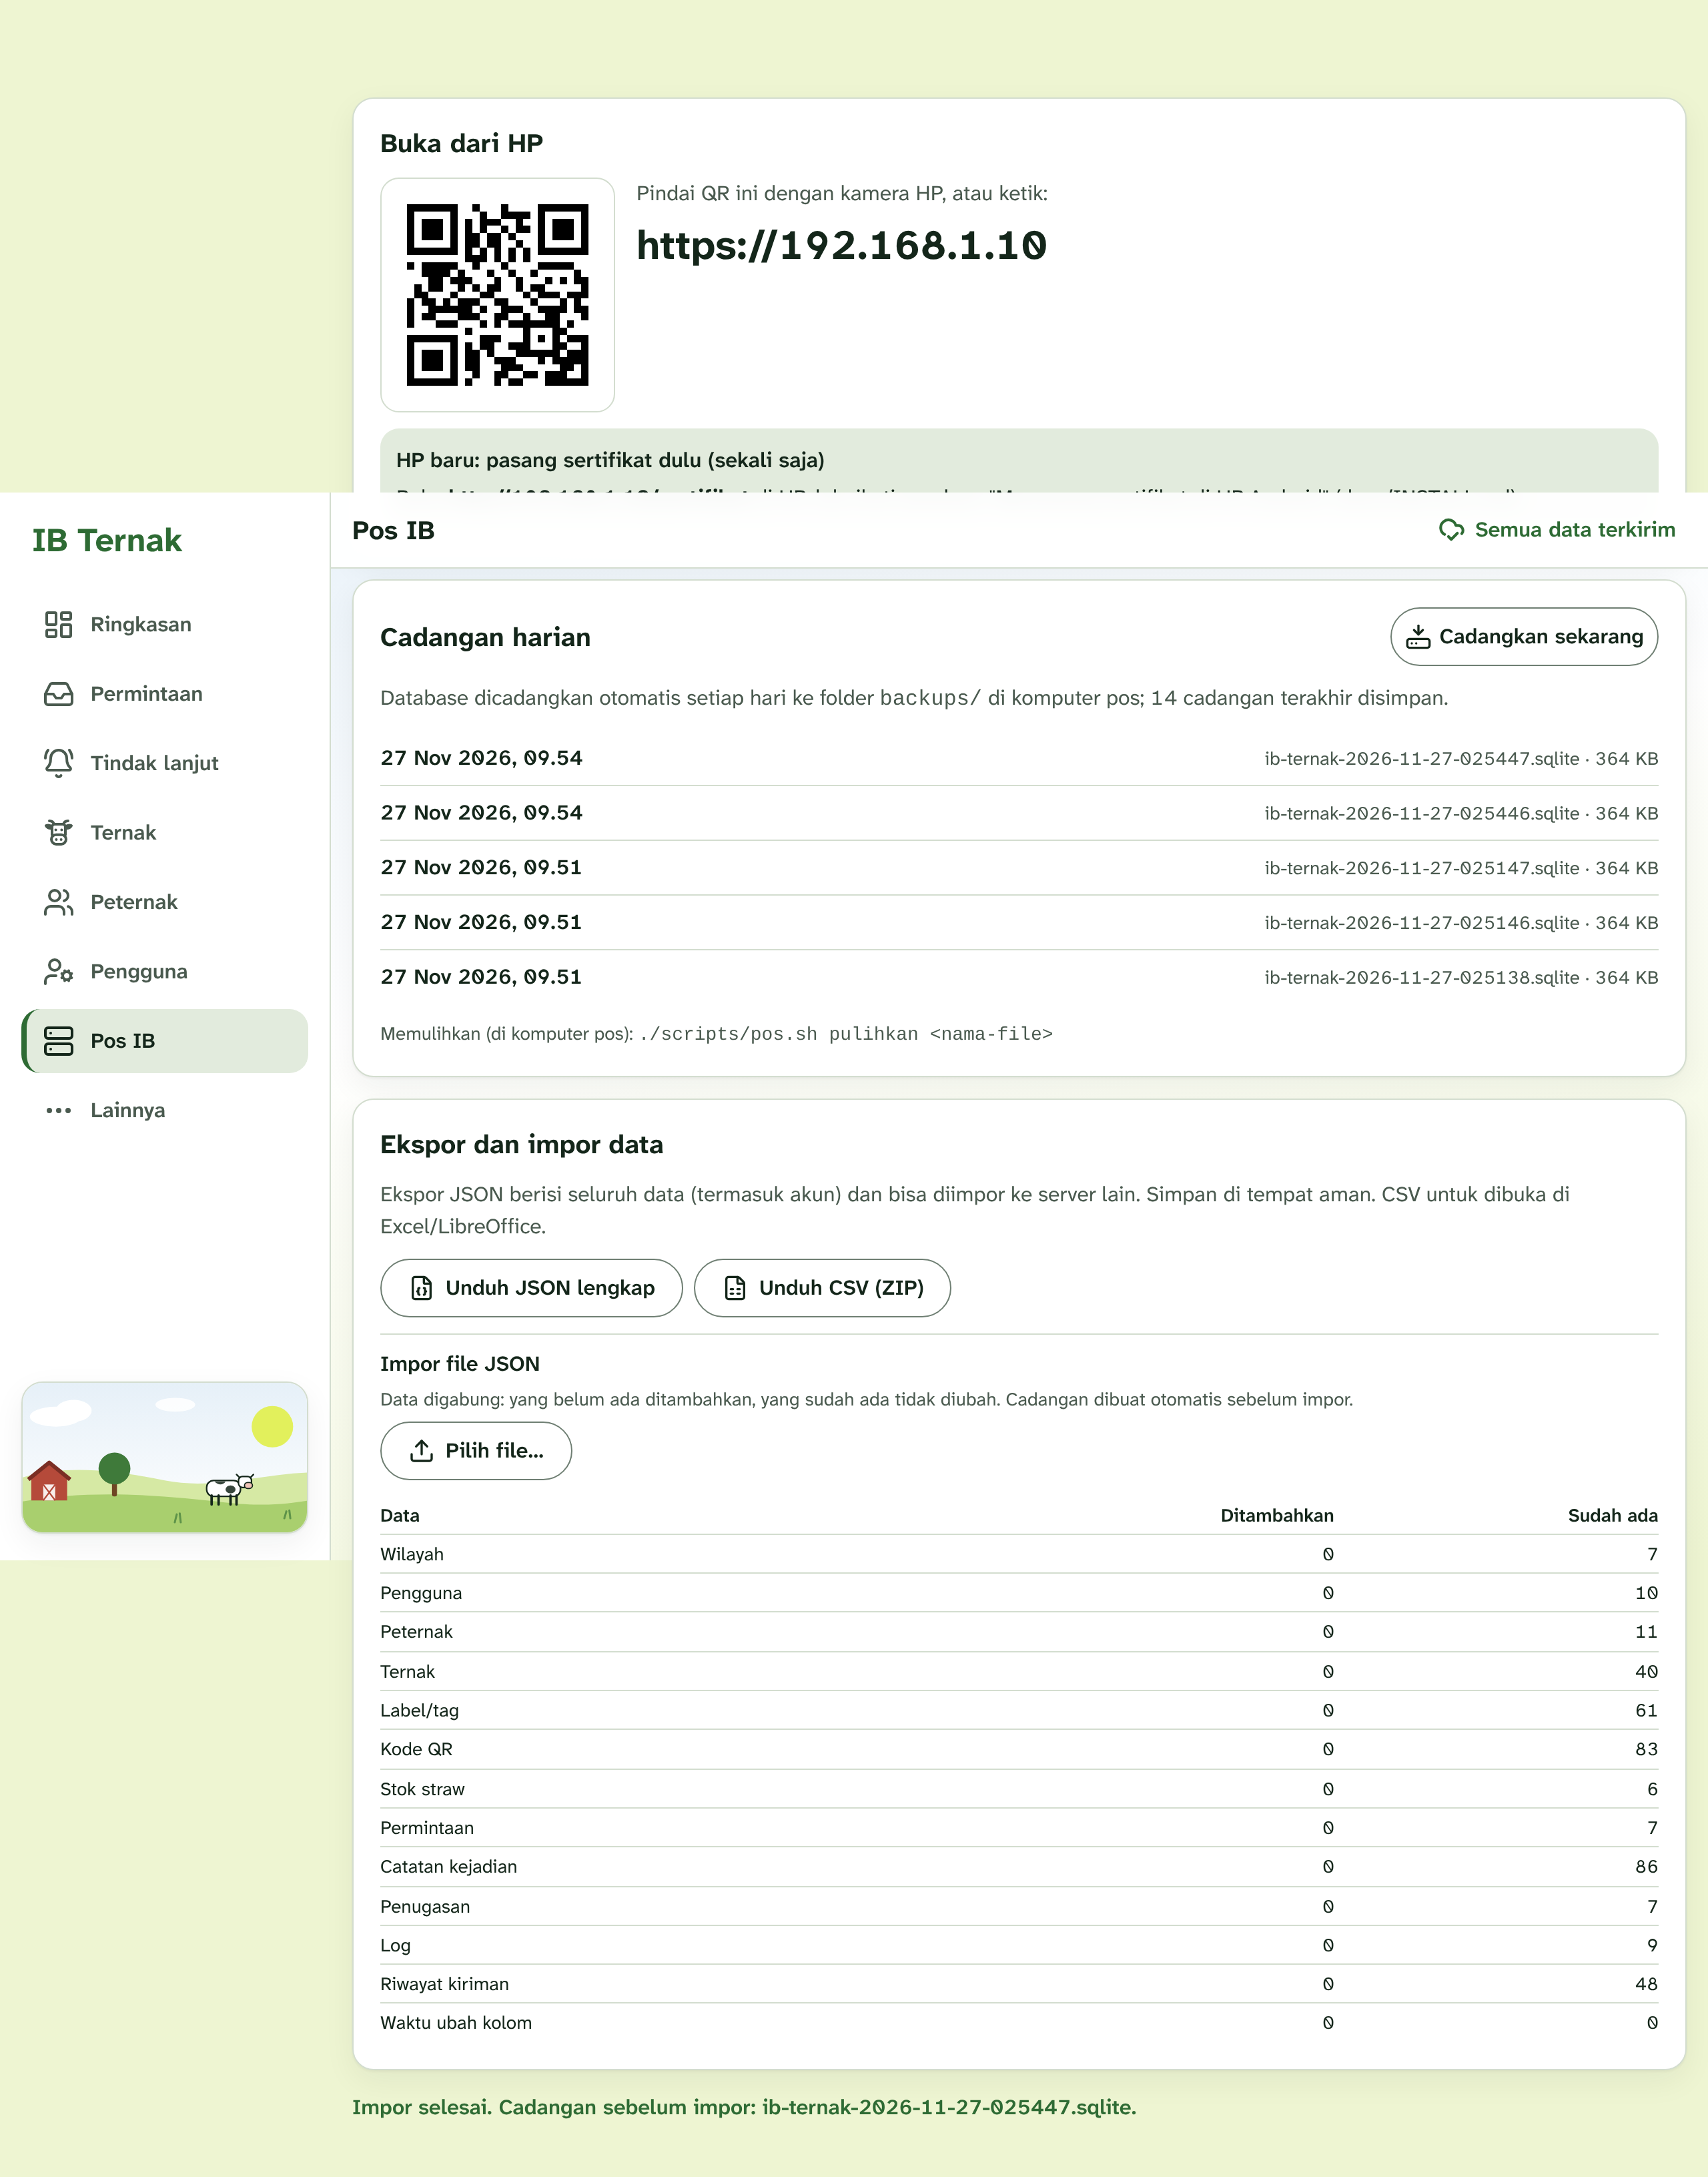 Buka dari HP
Pindai QR ini dengan kamera HP, atau ketik:
https://192.168.1.10
HP baru: pasang sertifikat dulu (sekali saja)
IB Ternak
Ringkasan
Permintaan
Tindak lanjut
Ternak
Peternak
Pengguna
Pos IB
Lainnya
Pos IB
Semua data terkirim
Cadangan harian
Cadangkan sekarang
Database dicadangkan otomatis setiap hari ke folder backups/ di komputer pos; 14 cadangan terakhir disimpan.
27 Nov 2026, 09.54 ib-ternak-2026-11-27-025447.sqlite · 364 KB
27 Nov 2026, 09.54 ib-ternak-2026-11-27-025446.sqlite · 364 KB
27 Nov 2026, 09.51 ib-ternak-2026-11-27-025147.sqlite · 364 KB
27 Nov 2026, 09.51 ib-ternak-2026-11-27-025146.sqlite · 364 KB
27 Nov 2026, 09.51 ib-ternak-2026-11-27-025138.sqlite · 364 KB
Memulihkan (di komputer pos): ./scripts/pos.sh pulihkan <nama-file>
Ekspor dan impor data
Ekspor JSON berisi seluruh data (termasuk akun) dan bisa diimpor ke server lain. Simpan di tempat aman. CSV untuk dibuka di
Excel/LibreOffice.
Unduh JSON lengkap
Unduh CSV (ZIP)
Impor file JSON
Data digabung: yang belum ada ditambahkan, yang sudah ada tidak diubah. Cadangan dibuat otomatis sebelum impor.
Pilih file...
Data Ditambahkan Sudah ada
Wilayah 0 7
Pengguna 0 10
Peternak 0 11
Ternak 0 40
Label/tag 0 61
Kode QR 0 83
Stok straw 0 6
Permintaan 0 7
Catatan kejadian 0 86
Penugasan 0 7
Log 0 9
Riwayat kiriman 0 48
Waktu ubah kolom 0 0
Impor selesai. Cadangan sebelum impor: ib-ternak-2026-11-27-025447.sqlite.